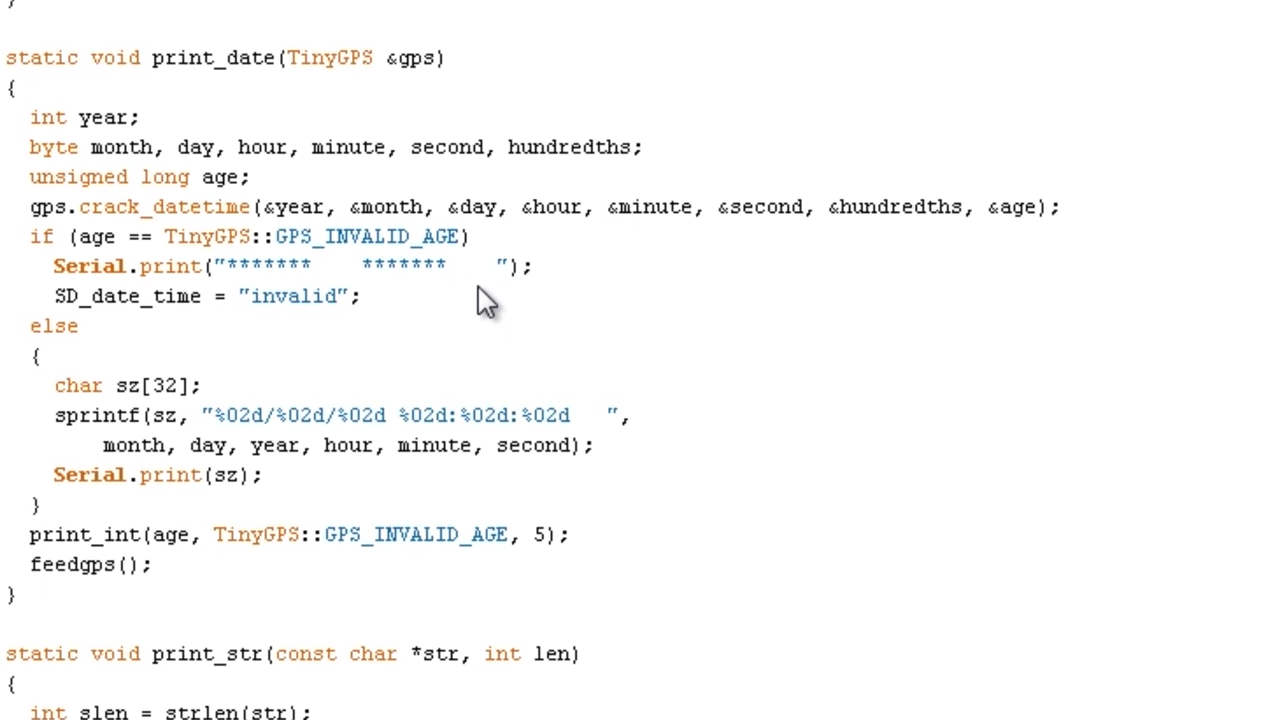 }
static void print_date(TinyGPS &gps)
{
int year;
byte month, day, hour, minute, second, hundredths;
unsigned long age;
gps.crack_datetime(&year, &month, &day, &hour, &minute, &second, &hundredths, &age);
if (age == TinyGPS::GPS_INVALID_AGE)
Serial.print("*******    *******    ");
SD_date_time = "invalid";
else
{
char sz[32];
sprintf(sz, "%02d/%02d/%02d %02d:%02d:%02d   ",
month, day, year, hour, minute, second);
Serial.print(sz);
}
print_int(age, TinyGPS::GPS_INVALID_AGE, 5);
feedgps();
}
static void print_str(const char *str, int len)
{
int slen = strlen(str);